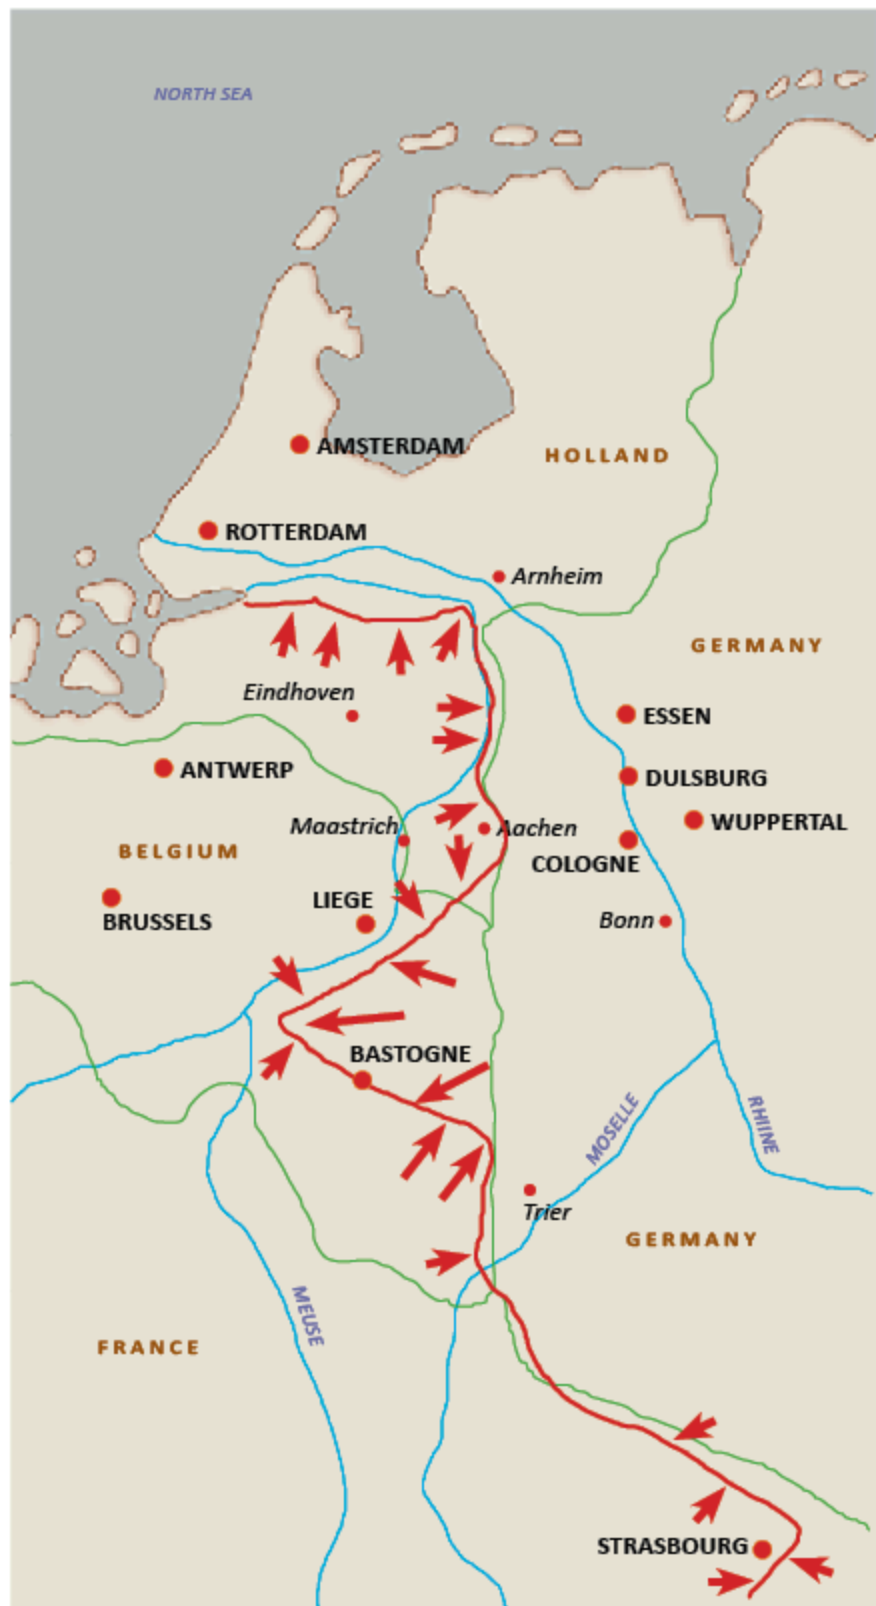 NORTH SEA
AMSTERDAM
HOLLAND
ROTTERDAM
Arnheim
GERMANY
Eindhoven
ESSEN
ANTWERP
DULSBURG
Maastrich
Aachen
WUPPERTAL
BELGIUM
COLOGNE
LIEGE
BRUSSELS
Bonn
BASTOGNE
MOSELLE
RHIINE
Trier
GERMANY
MEUSE
FRANCE
STRASBOURG